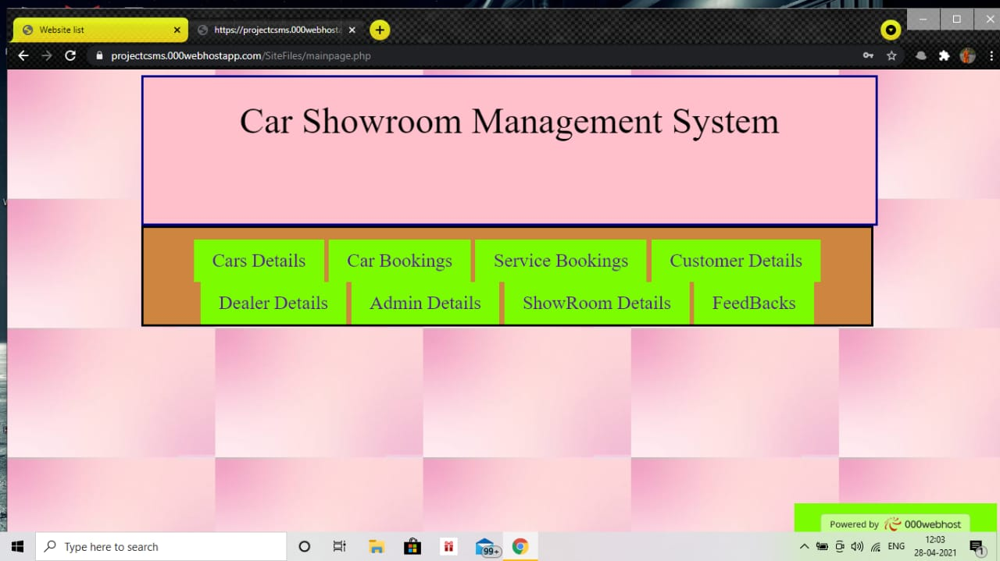 Website list
https://projectcsms.000webhosta
projectcsms.000webhostapp.com/SiteFiles/mainpage.php
Car Showroom Management System
Cars Details Car Bookings Service Bookings Customer Details
Dealer Details Admin Details ShowRoom Details FeedBacks
Powered by 000webhost
Type here to search
99+
ENG
12:03
28-04-2021
1